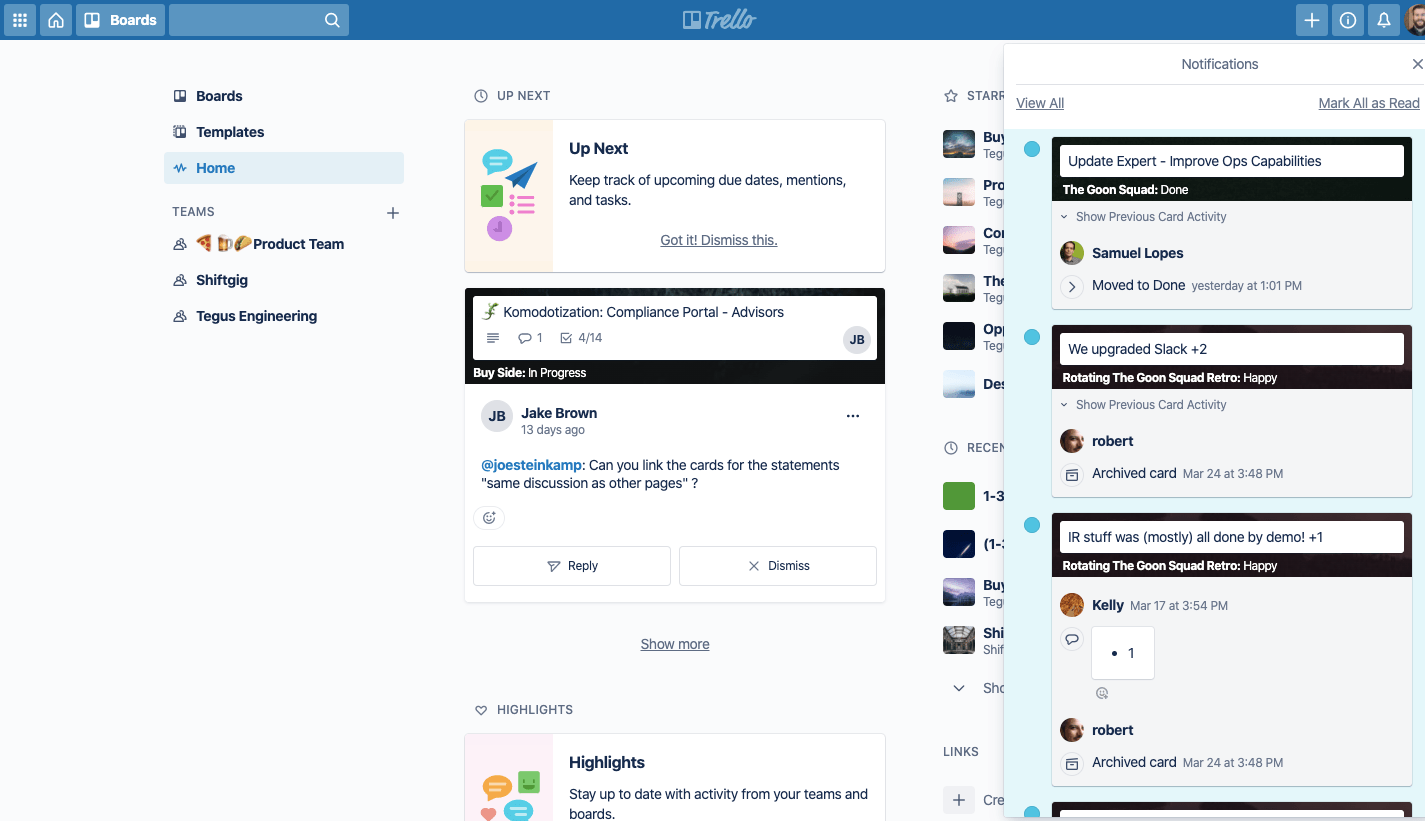 Boards
Trello
Boards
Templates
Home
TEAMS
Product Team
Shiftgig
Tegus Engineering
UP NEXT
Up Next
Keep track of upcoming due dates, mentions,
and tasks.
Got it! Dismiss this.
Komodotization: Compliance Portal - Advisors
1
4/14
JB
Buy Side: In Progress
JB
Jake Brown
13 days ago
@joesteinkamp: Can you link the cards for the statements
"same discussion as other pages" ?
Reply
Dismiss
Show more
HIGHLIGHTS
Highlights
Stay up to date with activity from your teams and
boards.
STARR
Buy
Teg
Pro
Teg
Cor
Teg
The
Teg
Opp
Teg
Des
RECEN
1-3
(1-3
Buy
Teg
Shi
Shif
Sho
LINKS
Cre
Notifications
View All
Mark All as Read
Update Expert - Improve Ops Capabilities
The Goon Squad: Done
Show Previous Card Activity
Samuel Lopes
Moved to Done yesterday at 1:01 PM
We upgraded Slack +2
Rotating The Goon Squad Retro: Happy
Show Previous Card Activity
robert
Archived card Mar 24 at 3:48 PM
IR stuff was (mostly) all done by demo! +1
Rotating The Goon Squad Retro: Happy
Kelly Mar 17 at 3:54 PM
• 1
robert
Archived card Mar 24 at 3:48 PM